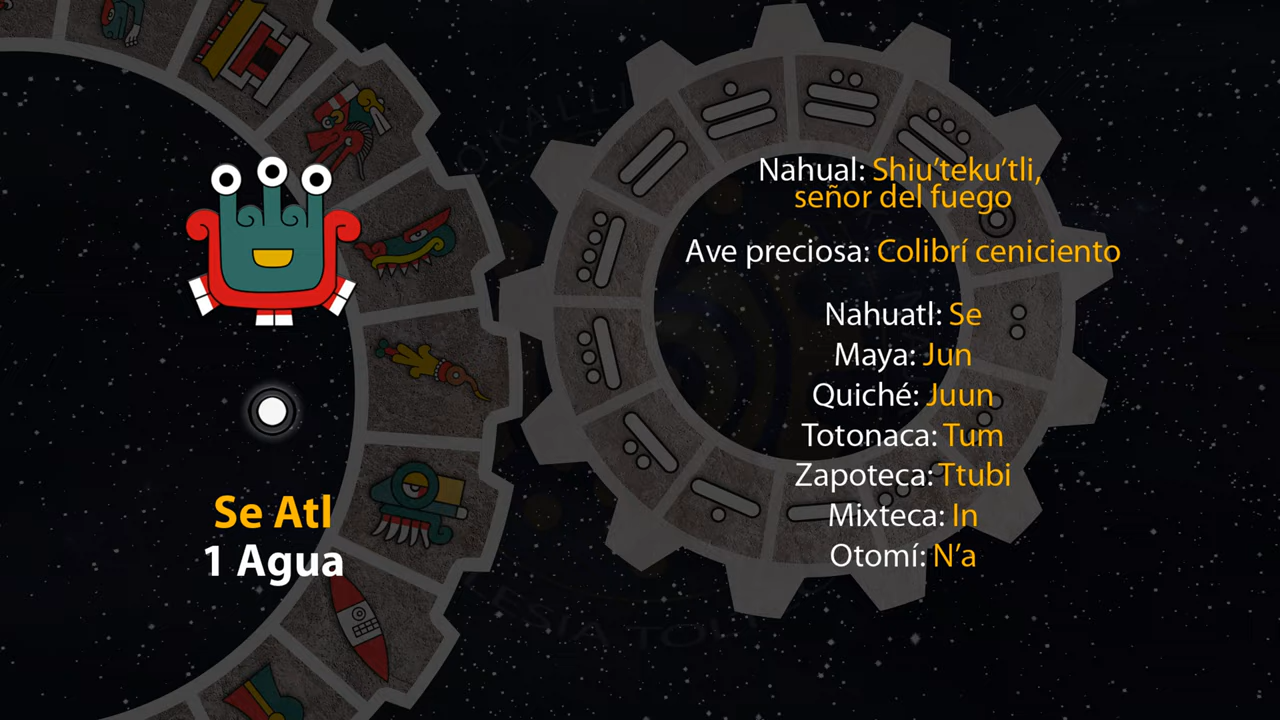 Se Atl
1 Agua
Nahual: Shiu’teku’tli,
señor del fuego
Ave preciosa: Colibrí ceniciento
Nahuatl: Se
Maya: Jun
Quiché: Juun
Totonaca: Tum
Zapoteca: Ttubi
Mixteca: In
Otomí: N’a